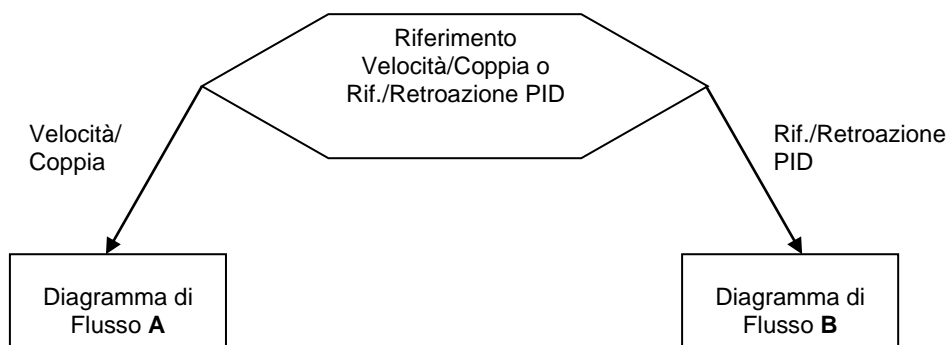 Riferimento
Velocità/Coppia o
Rif./Retroazione PID
Velocità/
Coppia
Rif./Retroazione
PID
Diagramma di
Flusso A
Diagramma di
Flusso B